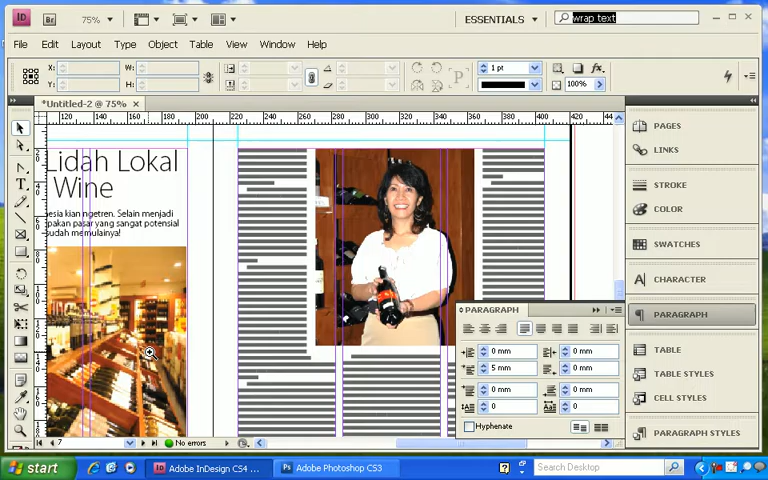 Id
Br
75%
ESSENTIALS
wrap text
File Edit Layout Type Object Table View Window Help
X:
W:
1 pt
Y:
H:
100%
*Untitled-2 @ 75%
120 140 160 180 200 220 240 260 280 300 320 340 360 380 400 420 440
Lidah Lokal
Wine
esia kian ngetren. Selain menjadi
pakan pasar yang sangat potensial
sudah memulainya!
PAGES
LINKS
STROKE
COLOR
SWATCHES
CHARACTER
PARAGRAPH
TABLE
TABLE STYLES
CELL STYLES
PARAGRAPH STYLES
PARAGRAPH
0 mm
0 mm
5 mm
0 mm
0 mm
0 mm
0
0
Hyphenate
7
No errors
start
Adobe InDesign CS4 ...
Adobe Photoshop CS3
Search Desktop